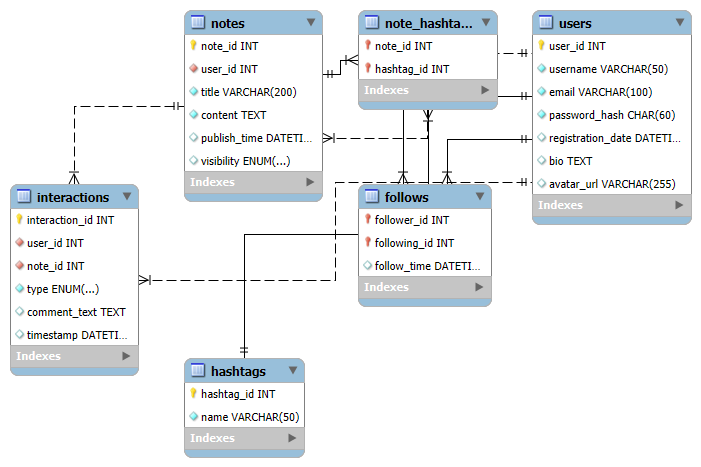 notes
note_id INT
user_id INT
title VARCHAR(200)
content TEXT
publish_time DATETI...
visibility ENUM(...)
Indexes
note_hashta...
note_id INT
hashtag_id INT
Indexes
users
user_id INT
username VARCHAR(50)
email VARCHAR(100)
password_hash CHAR(60)
registration_date DATETI...
bio TEXT
avatar_url VARCHAR(255)
Indexes
interactions
interaction_id INT
user_id INT
note_id INT
type ENUM(...)
comment_text TEXT
timestamp DATETI...
Indexes
follows
follower_id INT
following_id INT
follow_time DATETI...
Indexes
hashtags
hashtag_id INT
name VARCHAR(50)
Indexes